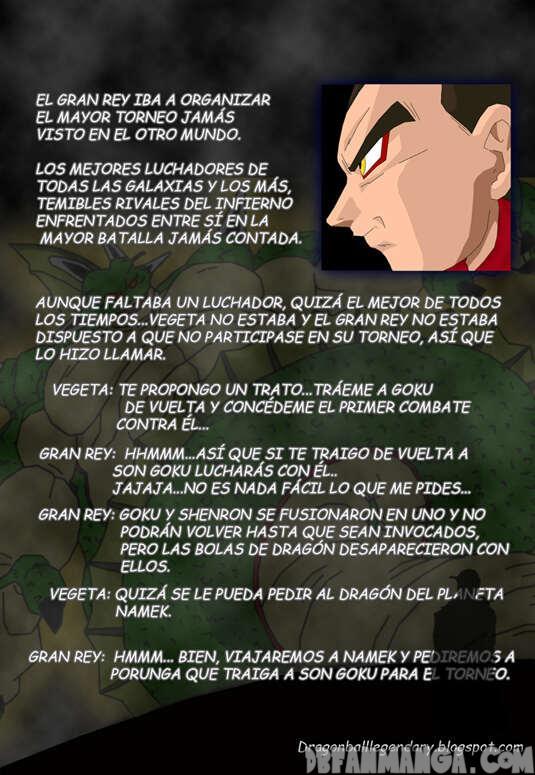 EL GRAN REY IBA A ORGANIZAR
EL MAYOR TORNEO JAMÁS
VISTO EN EL OTRO MUNDO.
LOS MEJORES LUCHADORES DE
TODAS LAS GALAXIAS Y LOS MÁS,
TEMIBLES RIVALES DEL INFIERNO
ENFRENTADOS ENTRE SÍ EN LA
MAYOR BATALLA JAMÁS CONTADA.
AUNQUE FALTABA UN LUCHADOR, QUIZÁ EL MEJOR DE TODOS
LOS TIEMPOS...VEGETA NO ESTABA Y EL GRAN REY NO ESTABA
DISPUESTO A QUE NO PARTICIPASE EN SU TORNEO, ASÍ QUE
LO HIZO LLAMAR.
VEGETA: TE PROPONGO UN TRATO...TRÁEME A GOKU
DE VUELTA Y CONCÉDEME EL PRIMER COMBATE
CONTRA ÉL...
GRAN REY: HHMMM...ASÍ QUE SI TE TRAIGO DE VUELTA A
SON GOKU LUCHARÁS CON ÉL..
JAJAJA...NO ES NADA FÁCIL LO QUE ME PIDES...
GRAN REY: GOKU Y SHENRON SE FUSIONARON EN UNO Y NO
PODRÁN VOLVER HASTA QUE SEAN INVOCADOS,
PERO LAS BOLAS DE DRAGÓN DESAPARECIERON CON
ELLOS.
VEGETA: QUIZÁ SE LE PUEDA PEDIR AL DRAGÓN DEL PLANETA
NAMEK.
GRAN REY: HMMM... BIEN, VIAJAREMOS A NAMEK Y PEDIREMOS A
PORUNGA QUE TRAIGA A SON GOKU PARA EL TORNEO.
Dragonballlegendary.blogspot.com
DBFANMANGA.COM